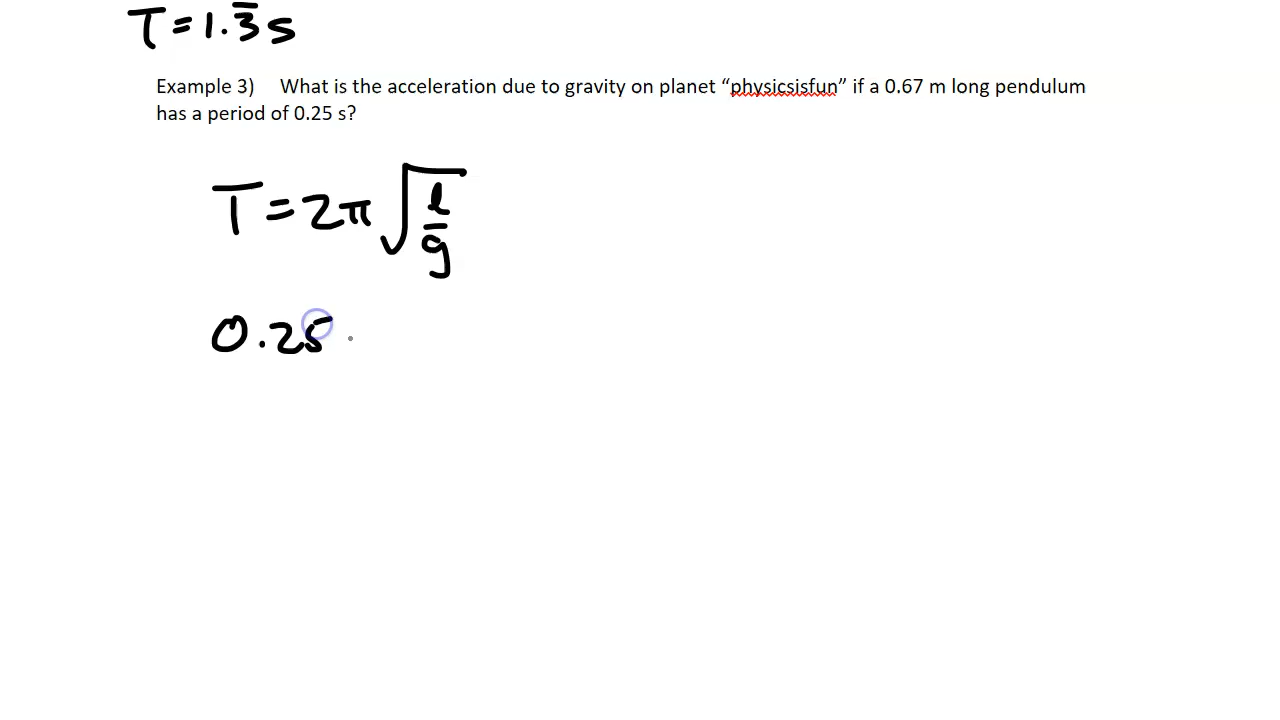 T = 1.3̅ s
Example 3) What is the acceleration due to gravity on planet “physicsisfun” if a 0.67 m long pendulum
has a period of 0.25 s?
T = 2π √(l/g)
0.25